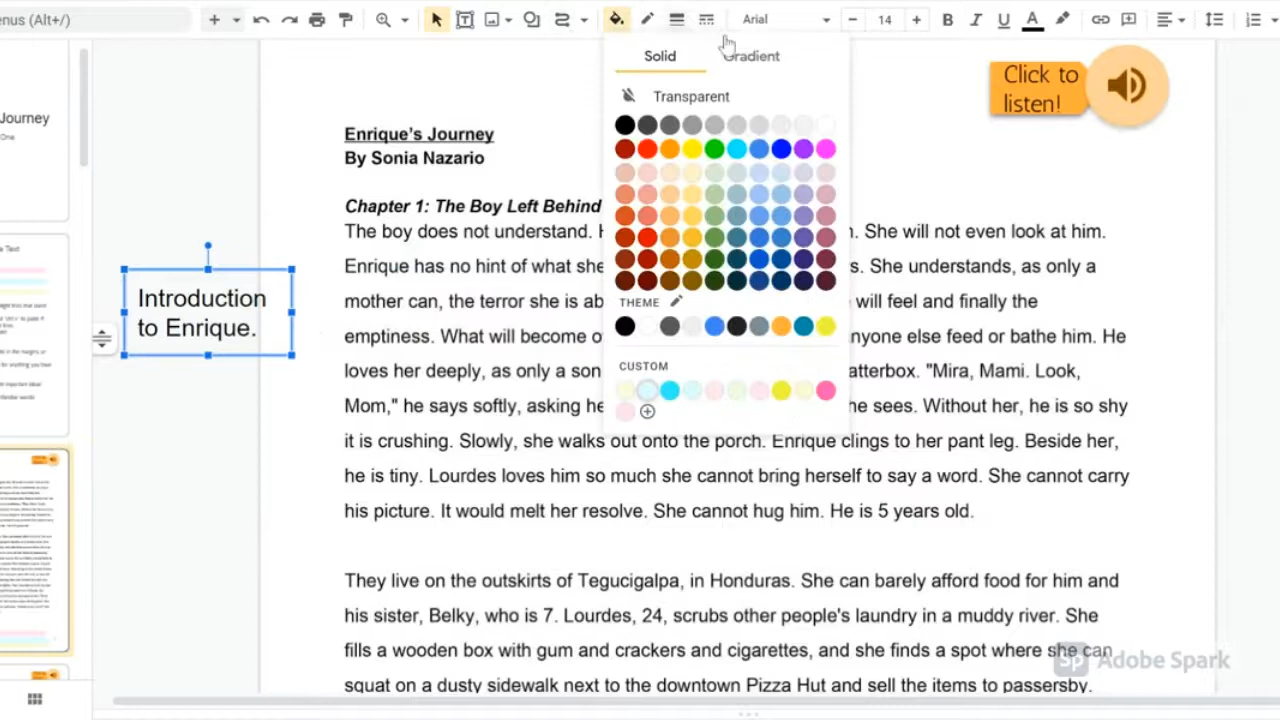 enus (Alt+/)
Arial
14
B I U A
Solid
Gradient
Transparent
THEME
CUSTOM
Click to
listen!
Journey
One
e Text
Introduction
to Enrique.
Enrique's Journey
By Sonia Nazario
Chapter 1: The Boy Left Behind
The boy does not understand. H . She will not even look at him.
Enrique has no hint of what she s. She understands, as only a
mother can, the terror she is ab will feel and finally the
emptiness. What will become o nyone else feed or bathe him. He
loves her deeply, as only a son atterbox. "Mira, Mami. Look,
Mom," he says softly, asking he he sees. Without her, he is so shy
it is crushing. Slowly, she walks out onto the porch. Enrique clings to her pant leg. Beside her,
he is tiny. Lourdes loves him so much she cannot bring herself to say a word. She cannot carry
his picture. It would melt her resolve. She cannot hug him. He is 5 years old.
They live on the outskirts of Tegucigalpa, in Honduras. She can barely afford food for him and
his sister, Belky, who is 7. Lourdes, 24, scrubs other people's laundry in a muddy river. She
fills a wooden box with gum and crackers and cigarettes, and she finds a spot where she can
squat on a dusty sidewalk next to the downtown Pizza Hut and sell the items to passersby.
Sp Adobe Spark